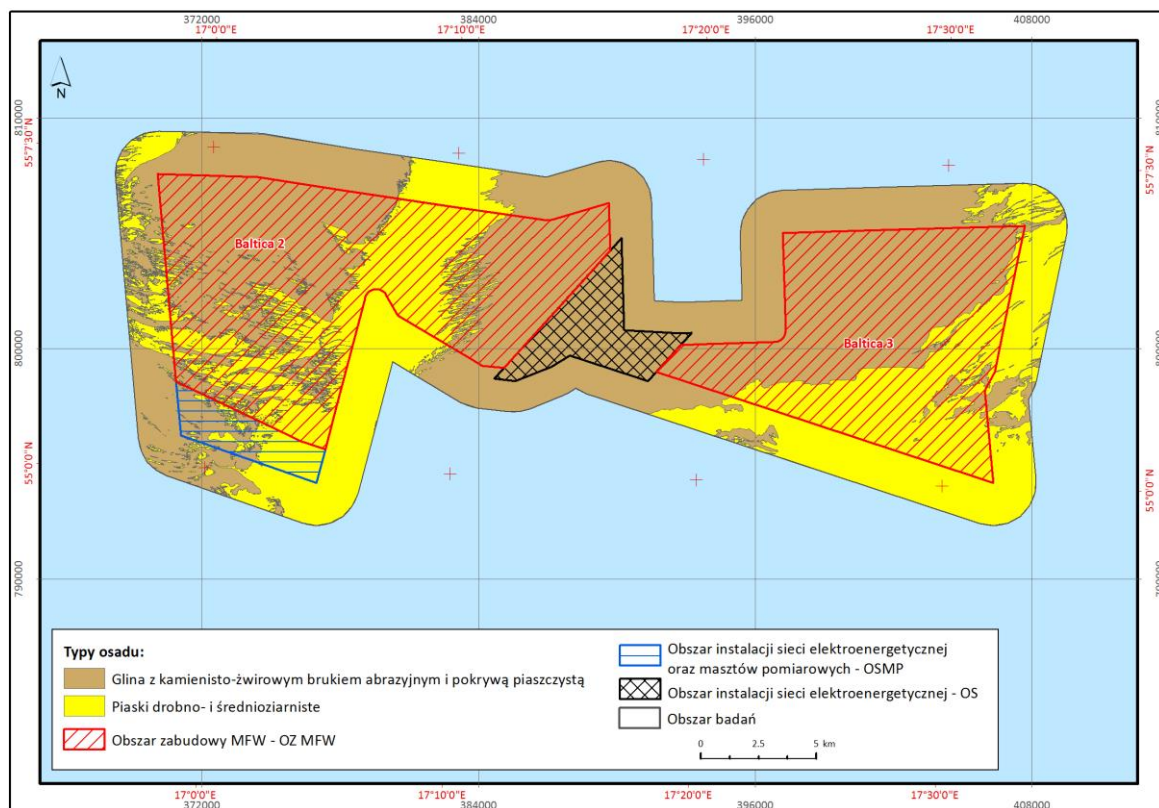 372000
384000
396000
408000
17°0'0"E
17°10'0"E
17°20'0"E
17°30'0"E
N
810000
810000
55°7'30"N
55°7'30"N
Baltica 2
800000
800000
Baltica 3
55°0'0"N
55°0'0"N
790000
790000
Typy osadu:
Glina z kamienisto-żwirowym brukiem abrazyjnym i pokrywą piaszczystą
Piaski drobno- i średnioziarniste
Obszar zabudowy MFW - OZ MFW
Obszar instalacji sieci elektroenergetycznej
oraz masztów pomiarowych - OSMP
Obszar instalacji sieci elektroenergetycznej - OS
Obszar badań
0 2.5 5 km
17°0'0"E
17°10'0"E
17°20'0"E
17°30'0"E
372000
384000
396000
408000